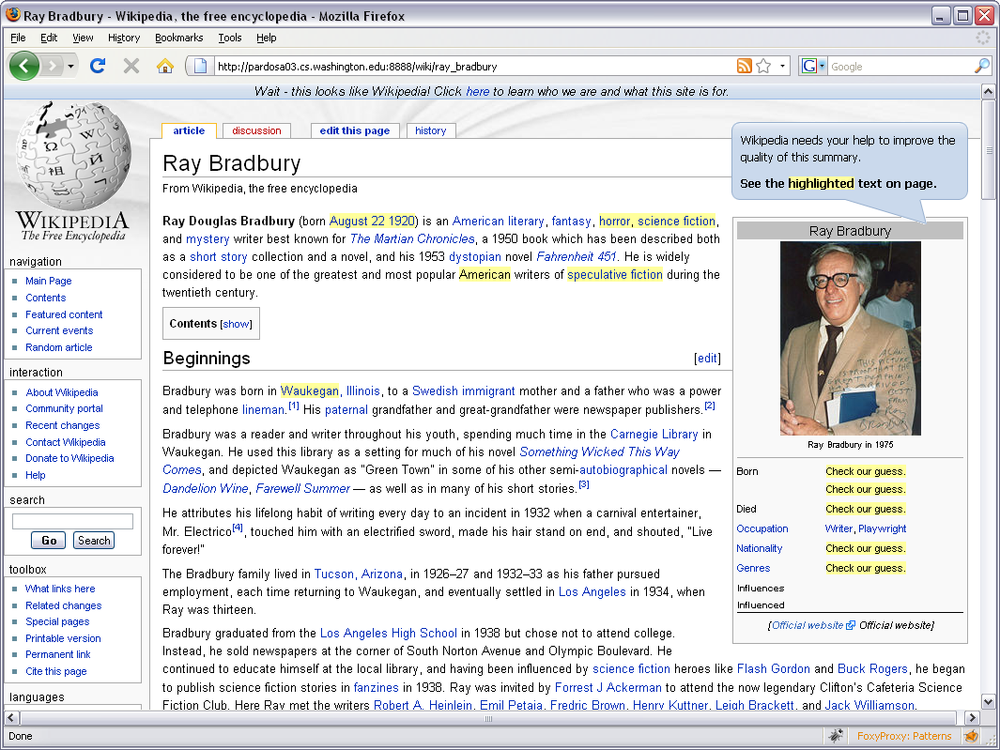 Ray Bradbury - Wikipedia, the free encyclopedia - Mozilla Firefox
File Edit View History Bookmarks Tools Help
http://pardosa03.cs.washington.edu:8888/wiki/ray_bradbury
G Google
Wait - this looks like Wikipedia! Click here to learn who we are and what this site is for.
WIKIPEDIA
The Free Encyclopedia
navigation
Main Page
Contents
Featured content
Current events
Random article
interaction
About Wikipedia
Community portal
Recent changes
Contact Wikipedia
Donate to Wikipedia
Help
search
Go Search
toolbox
What links here
Related changes
Special pages
Printable version
Permanent link
Cite this page
languages
article discussion edit this page history
Ray Bradbury
From Wikipedia, the free encyclopedia
Ray Douglas Bradbury (born August 22 1920) is an American literary, fantasy, horror, science fiction,
and mystery writer best known for The Martian Chronicles, a 1950 book which has been described both
as a short story collection and a novel, and his 1953 dystopian novel Fahrenheit 451. He is widely
considered to be one of the greatest and most popular American writers of speculative fiction during the
twentieth century.
Contents [show]
Beginnings [edit]
Bradbury was born in Waukegan, Illinois, to a Swedish immigrant mother and a father who was a power
and telephone lineman.[1] His paternal grandfather and great-grandfather were newspaper publishers.[2]
Bradbury was a reader and writer throughout his youth, spending much time in the Carnegie Library in
Waukegan. He used this library as a setting for much of his novel Something Wicked This Way
Comes, and depicted Waukegan as "Green Town" in some of his other semi-autobiographical novels —
Dandelion Wine, Farewell Summer — as well as in many of his short stories.[3]
He attributes his lifelong habit of writing every day to an incident in 1932 when a carnival entertainer,
Mr. Electrico[4], touched him with an electrified sword, made his hair stand on end, and shouted, "Live
forever!"
The Bradbury family lived in Tucson, Arizona, in 1926–27 and 1932–33 as his father pursued
employment, each time returning to Waukegan, and eventually settled in Los Angeles in 1934, when
Ray was thirteen.
Bradbury graduated from the Los Angeles High School in 1938 but chose not to attend college.
Instead, he sold newspapers at the corner of South Norton Avenue and Olympic Boulevard. He
continued to educate himself at the local library, and having been influenced by science fiction heroes like Flash Gordon and Buck Rogers, he began
to publish science fiction stories in fanzines in 1938. Ray was invited by Forrest J Ackerman to attend the now legendary Clifton's Cafeteria Science
Fiction Club. Here Ray met the writers Robert A. Heinlein, Emil Petaja, Fredric Brown, Henry Kuttner, Leigh Brackett, and Jack Williamson.
Wikipedia needs your help to improve the
quality of this summary.
See the highlighted text on page.
Ray Bradbury
THIS PICTURE
Ray Bradbury in 1975
Born Check our guess.
Check our guess.
Died Check our guess.
Occupation Writer, Playwright
Nationality Check our guess.
Genres Check our guess.
Influences
Influenced
[Official website Official website]
Done
FoxyProxy: Patterns